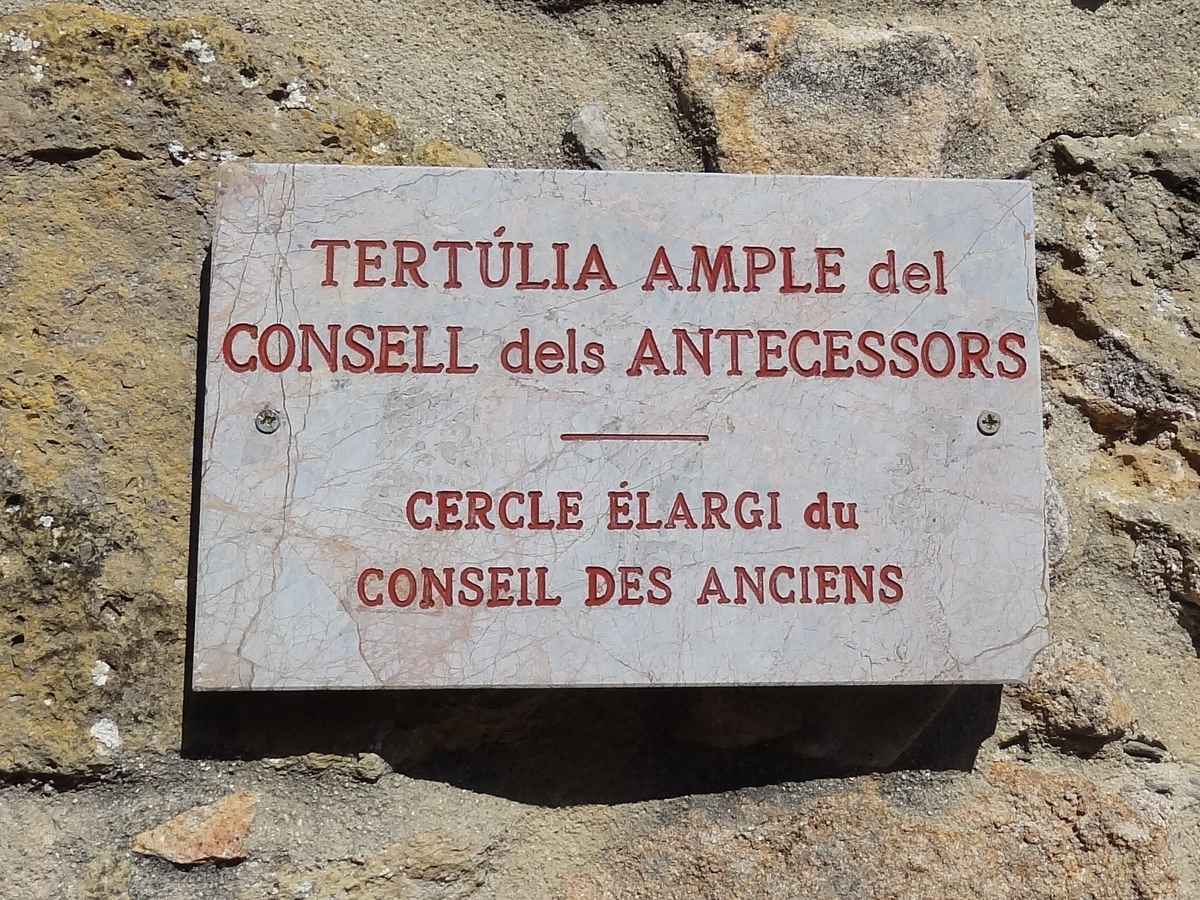 TERTÚLIA AMPLE del
CONSELL dels ANTECESSORS
CERCLE ÉLARGI du
CONSEIL DES ANCIENS